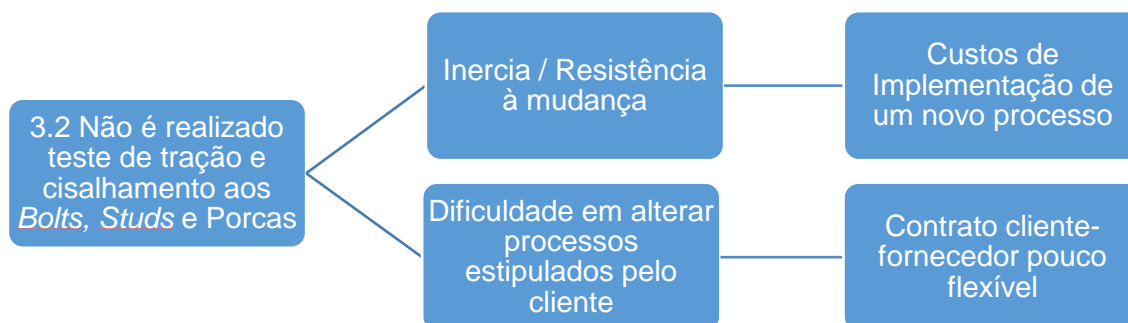 3.2 Não é realizado
teste de tração e
cisalhamento aos
Bolts, Studs e Porcas
Inercia / Resistência
à mudança
Custos de
Implementação de
um novo processo
Dificuldade em alterar
processos
estipulados pelo
cliente
Contrato cliente-
fornecedor pouco
flexível